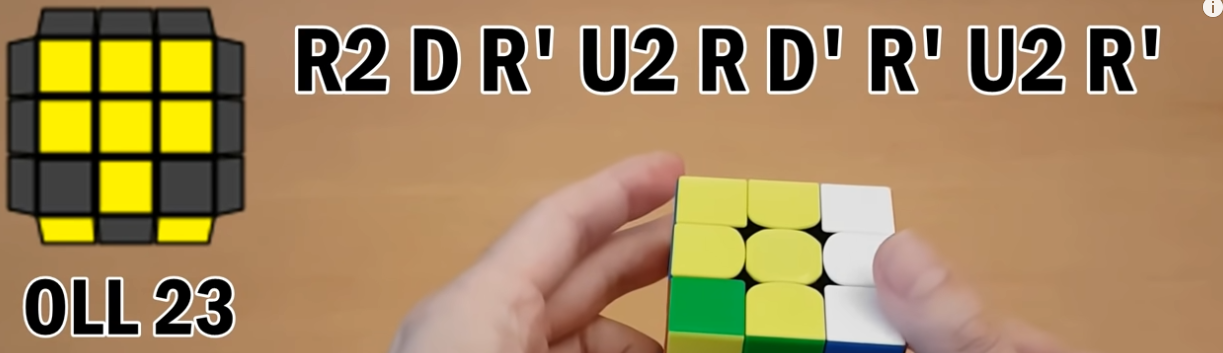 R2 D R' U2 R D' R' U2 R'
OLL 23